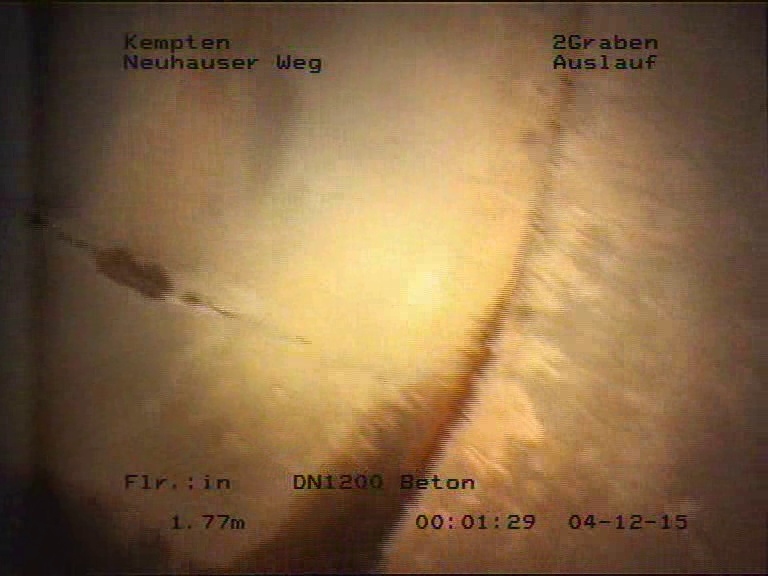 Kempten 2Graben
Neuhauser Weg Auslauf
Flr.:in DN1200 Beton
1.77m 00:01:29 04-12-15